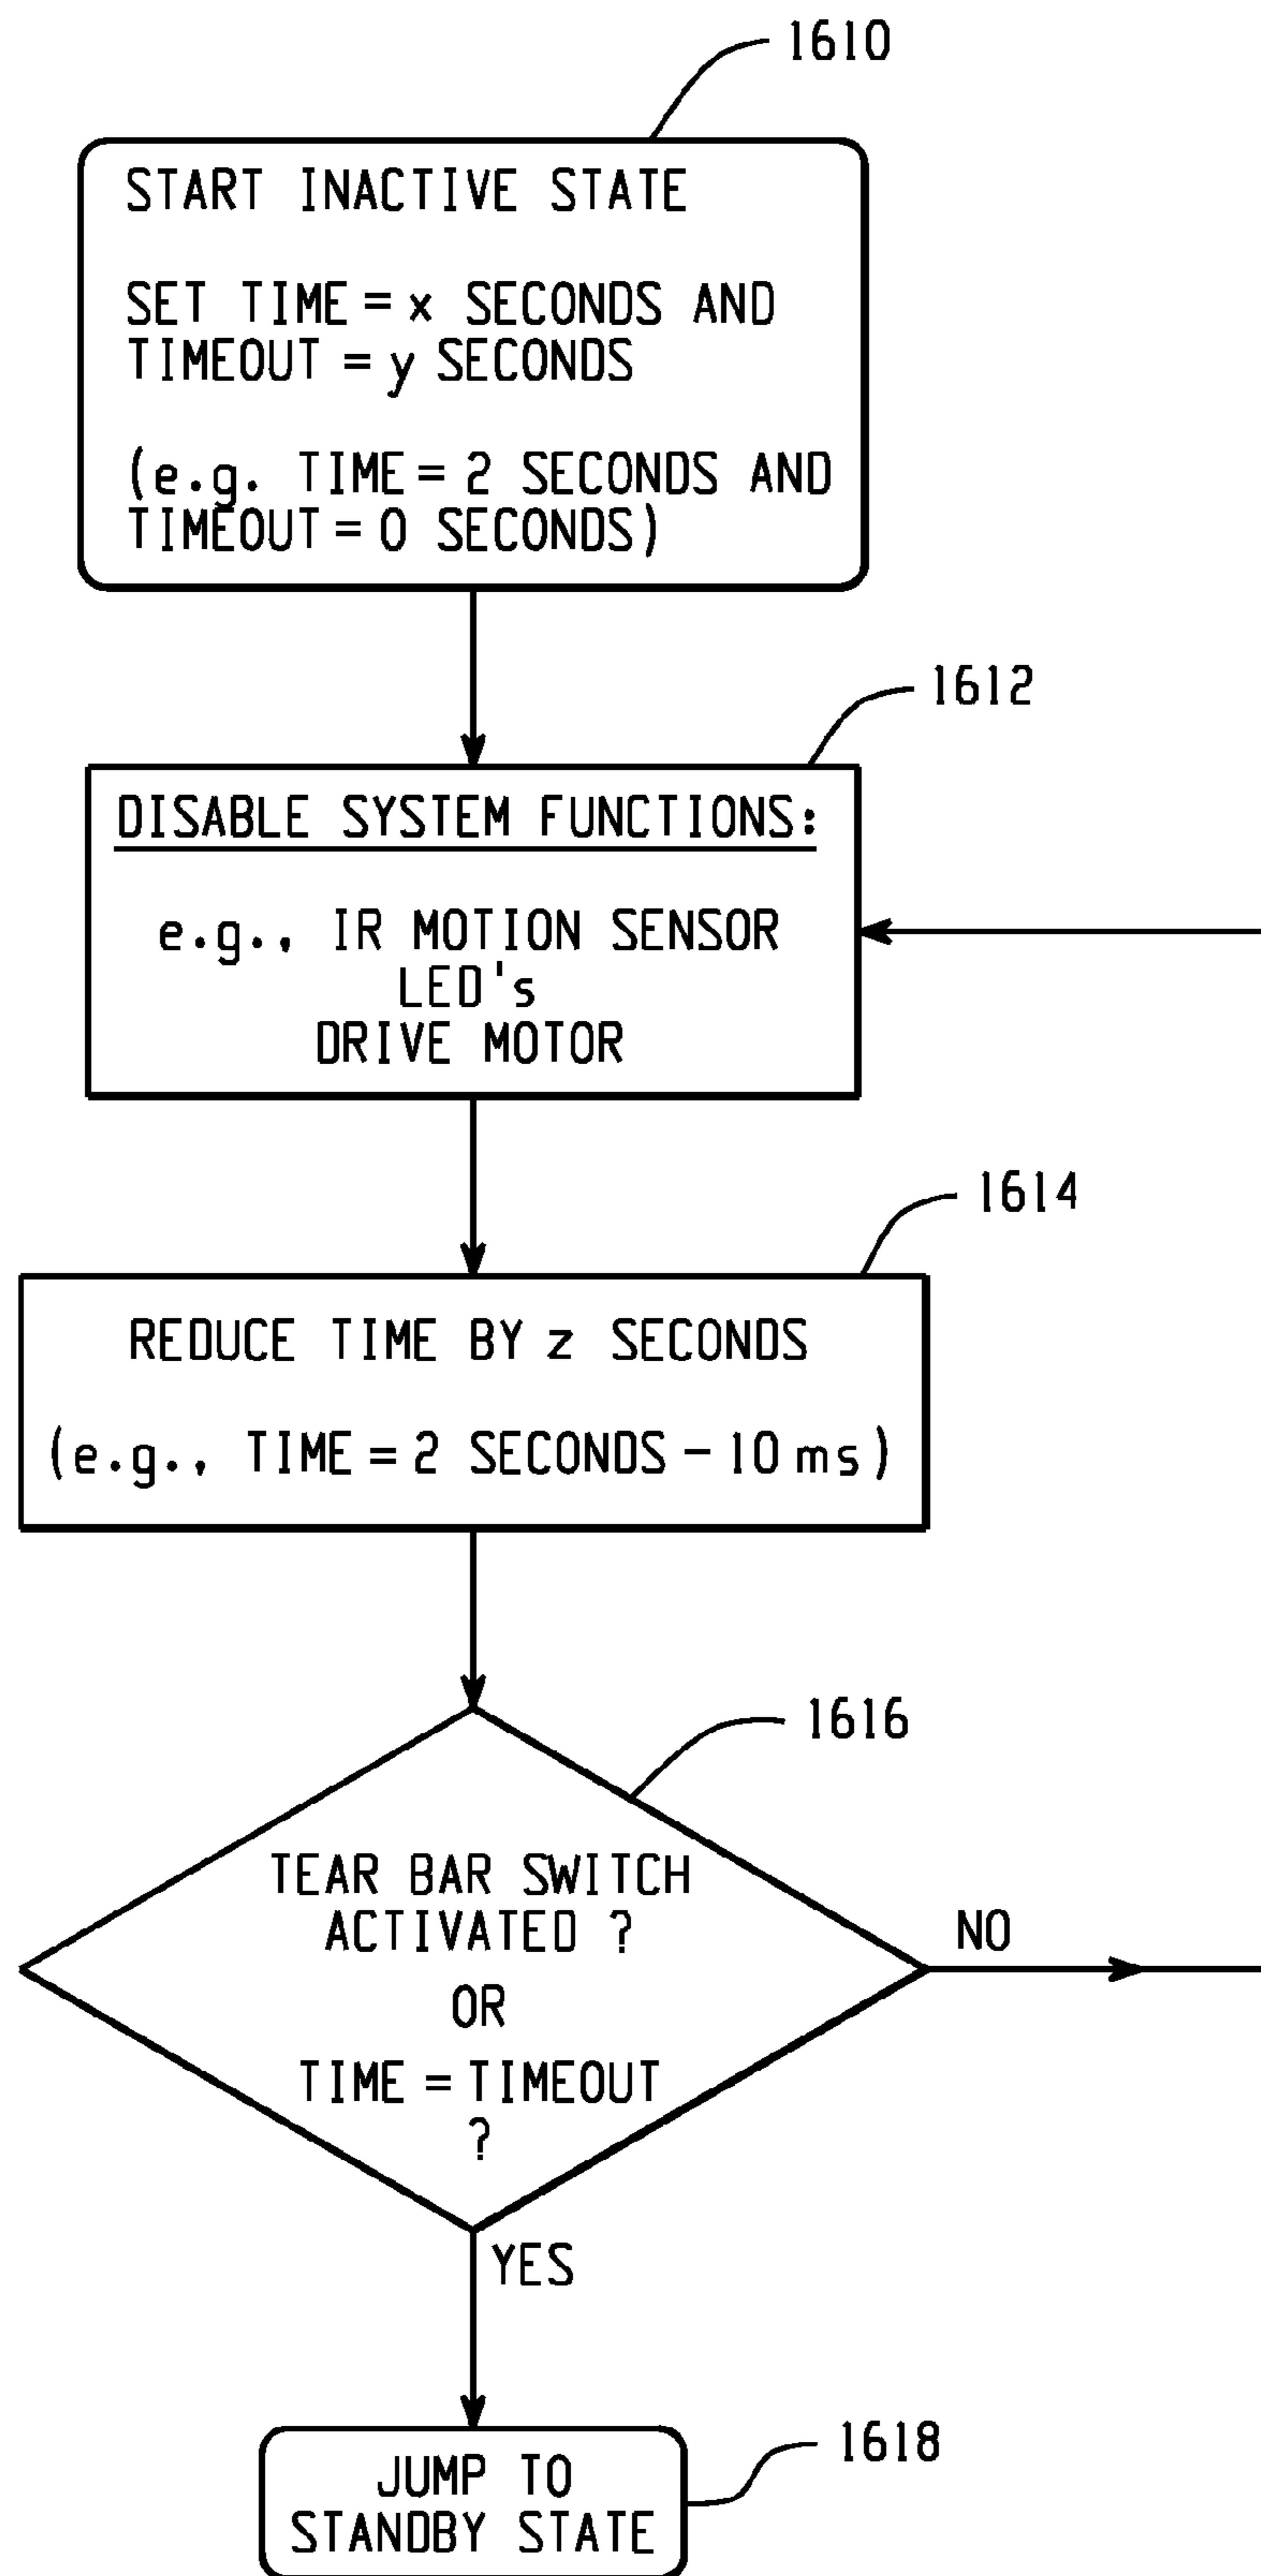 1610
START INACTIVE STATE
SET TIME = x SECONDS AND
TIMEOUT = y SECONDS
(e.g. TIME = 2 SECONDS AND
TIMEOUT = 0 SECONDS)
1612
DISABLE SYSTEM FUNCTIONS:
e.g., IR MOTION SENSOR
LED's
DRIVE MOTOR
1614
REDUCE TIME BY z SECONDS
(e.g., TIME = 2 SECONDS - 10 ms)
1616
TEAR BAR SWITCH
ACTIVATED ?
OR
TIME = TIMEOUT
?
NO
YES
1618
JUMP TO
STANDBY STATE